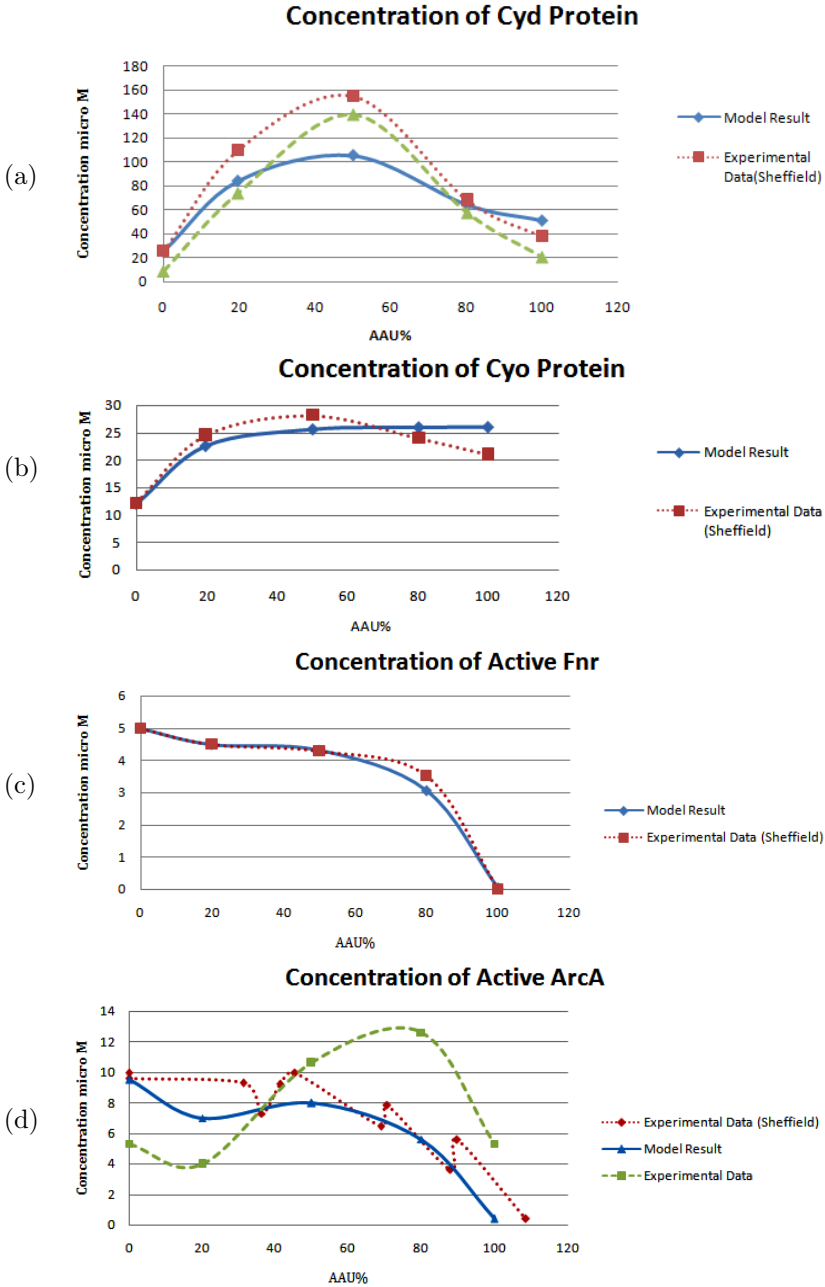 Concentration of Cyd Protein
(a)
Concentration micro M
180
160
140
120
100
80
60
40
20
0
0 20 40 60 80 100 120
AAU%
Model Result
Experimental
Data(Sheffield)
Concentration of Cyo Protein
(b)
Concentration micro M
30
25
20
15
10
5
0
0 20 40 60 80 100 120
AAU%
Model Result
Experimental Data
(Sheffield)
Concentration of Active Fnr
(c)
Concentration micro M
6
5
4
3
2
1
0
0 20 40 60 80 100 120
AAU%
Model Result
Experimental Data (Sheffield)
Concentration of Active ArcA
(d)
Concentration micro M
14
12
10
8
6
4
2
0
0 20 40 60 80 100 120
AAU%
Experimental Data (Sheffield)
Model Result
Experimental Data